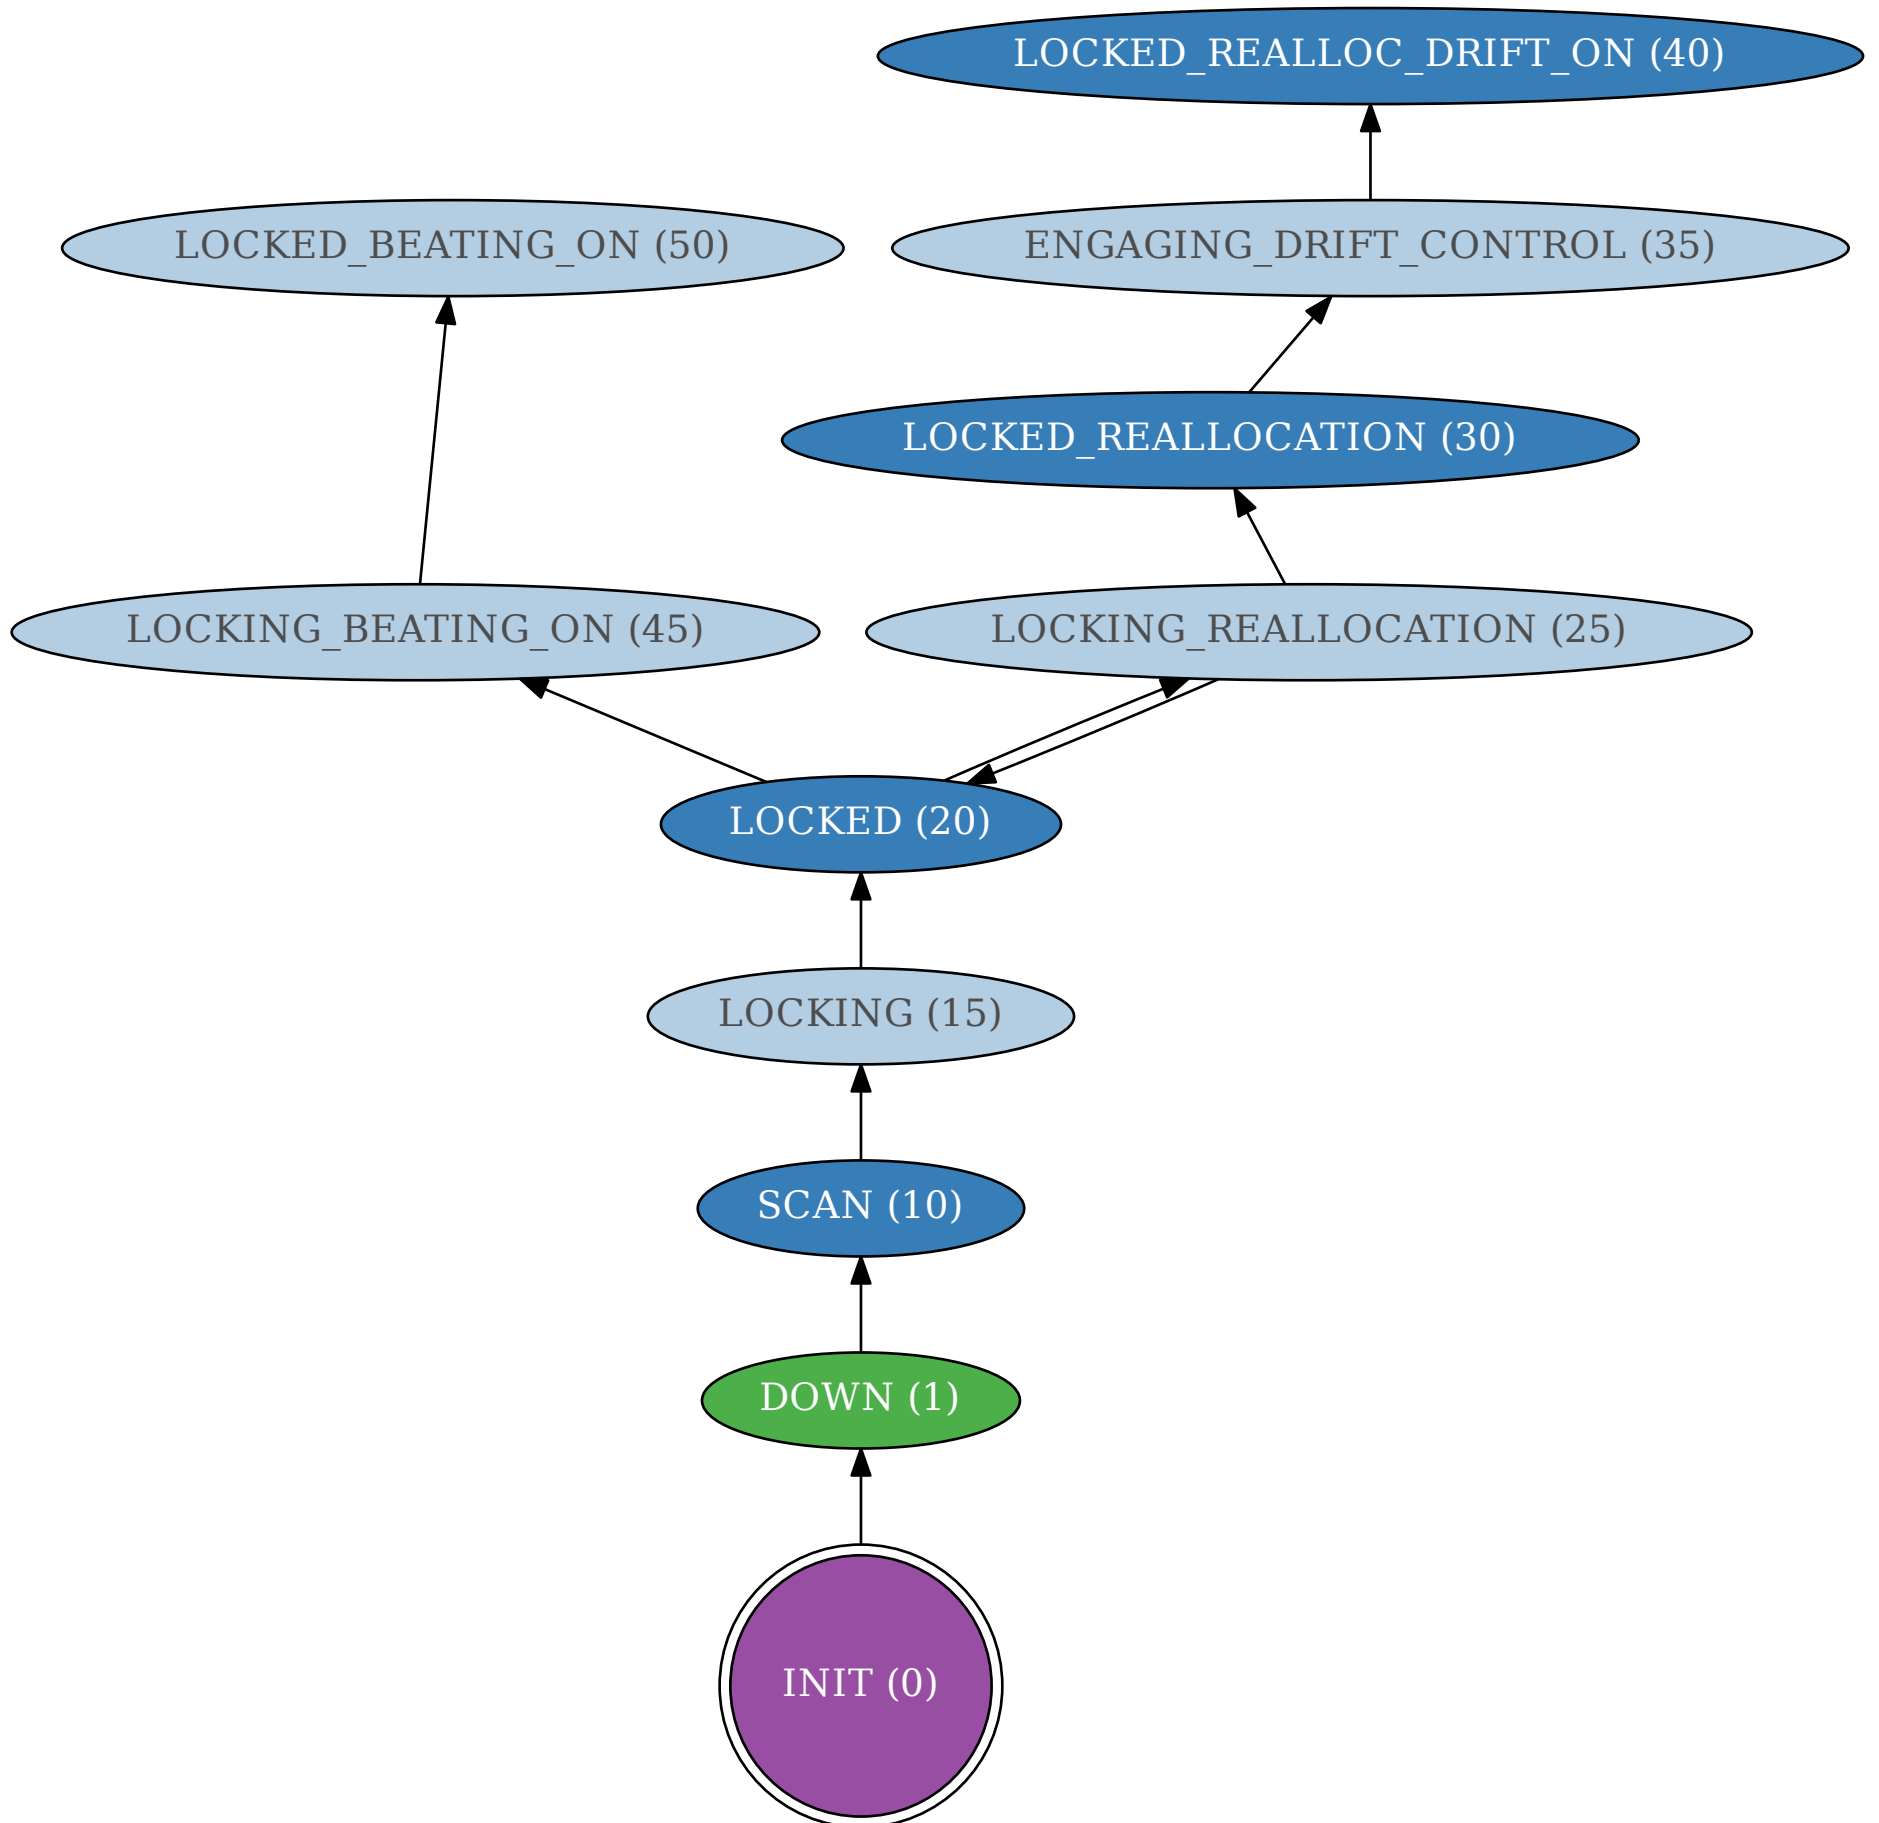 LOCKED_REALLOC_DRIFT_ON (40)
LOCKED_BEATING_ON (50)
ENGAGING_DRIFT_CONTROL (35)
LOCKED_REALLOCATION (30)
LOCKING_BEATING_ON (45)
LOCKING_REALLOCATION (25)
LOCKED (20)
LOCKING (15)
SCAN (10)
DOWN (1)
INIT (0)